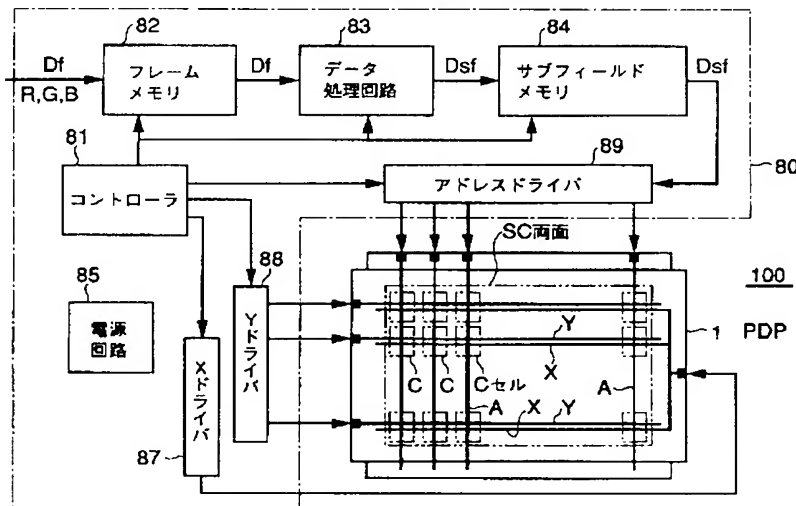 82
83
84
Df
フレーム
メモリ
Df
データ
処理回路
Dsf
サブフィールド
メモリ
Dsf
R,G,B
81
コントローラ
89
アドレスドライバ
80
SC両面
88
100
85
電源
回路
Yドライバ
Xドライバ
87
Y
X
1
PDP
C
C
Cセル
A
A
X
Y